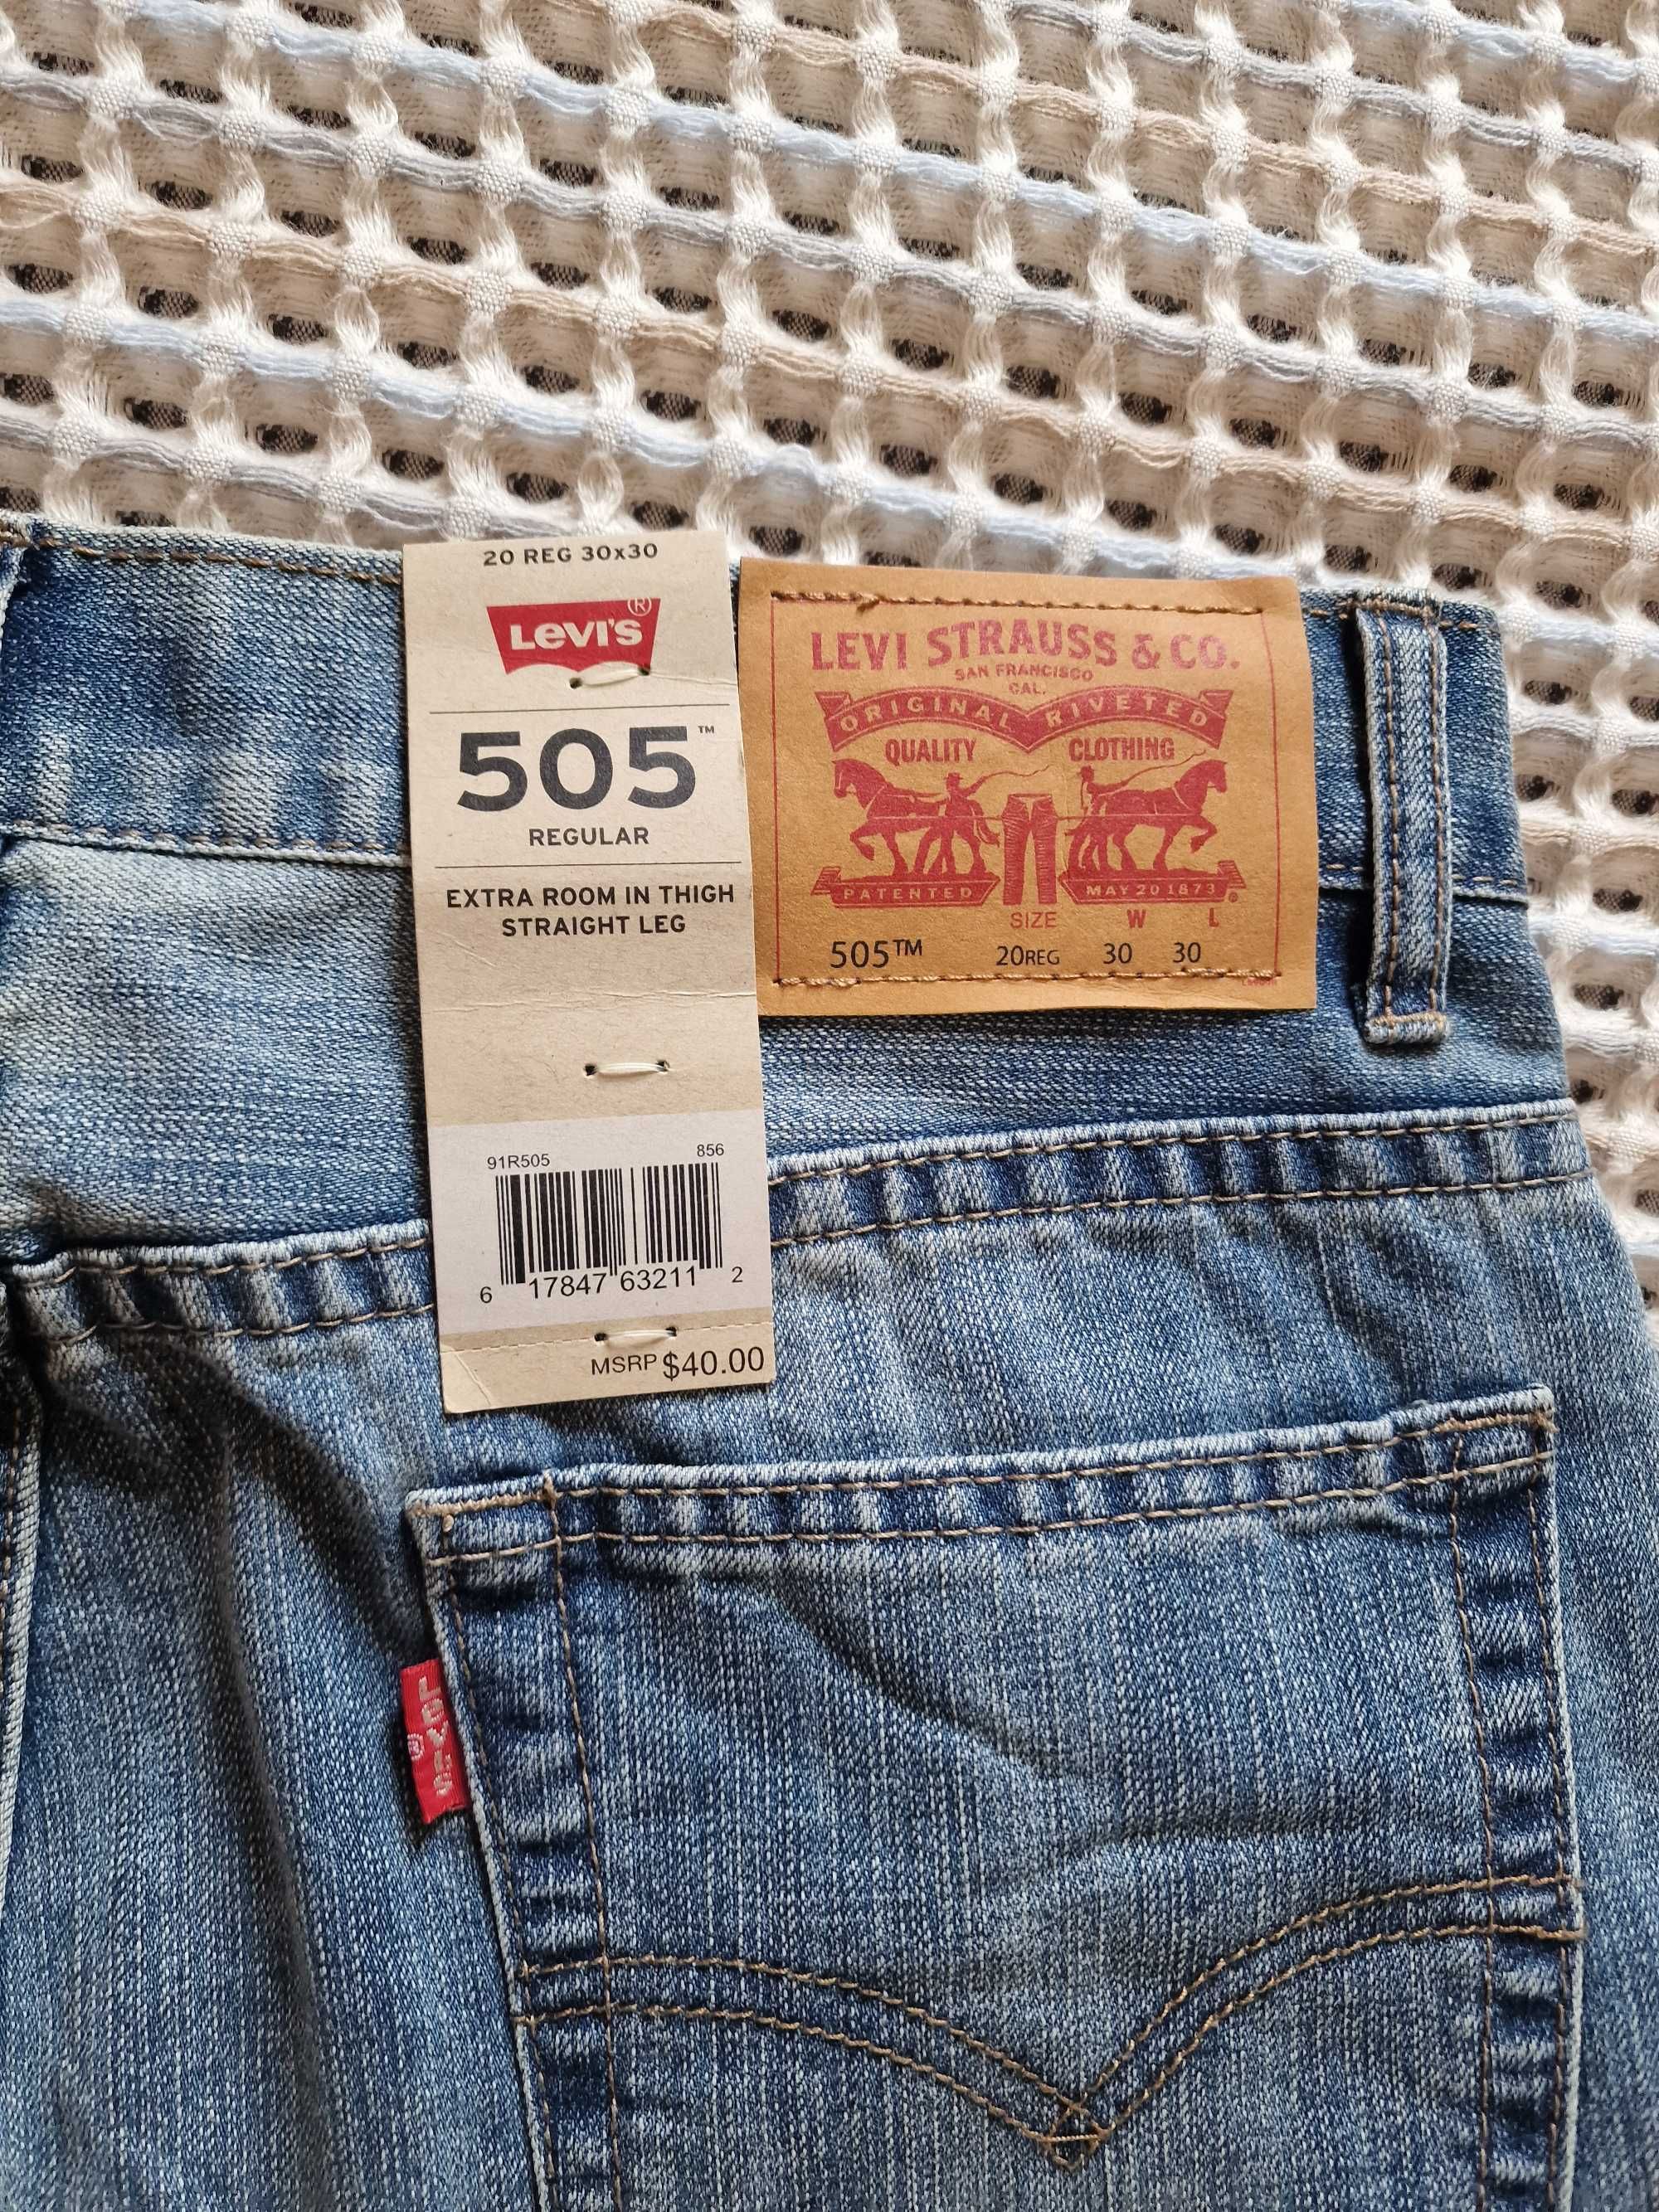 20 REG 30x30
LEVI'S®
505™
REGULAR
EXTRA ROOM IN THIGH
STRAIGHT LEG
91R505 856
6 17847 63211 2
MSRP $40.00
LEVI STRAUSS & CO.
SAN FRANCISCO
CAL.
ORIGINAL RIVETED
QUALITY CLOTHING
PATENTED MAY 20 1873 ®
SIZE W L
505™ 20REG 30 30
LEVI'S
®